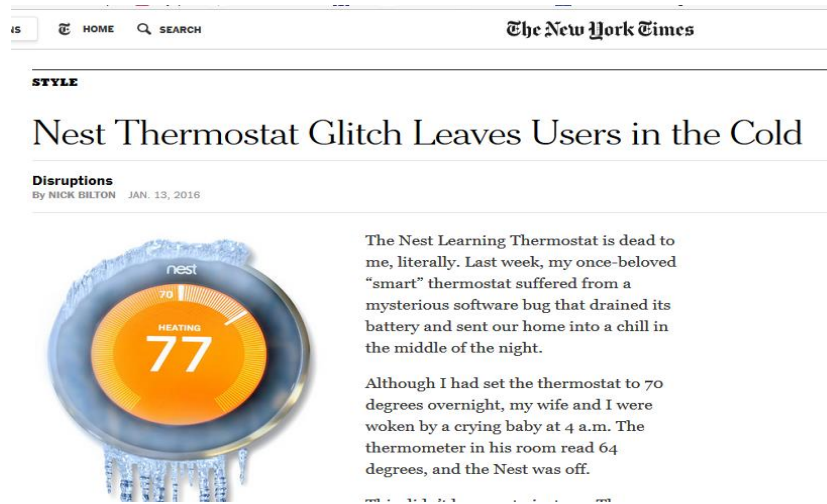 NS HOME SEARCH The New York Times
STYLE
Nest Thermostat Glitch Leaves Users in the Cold
Disruptions
By NICK BILTON JAN. 13, 2016
nest
70
HEATING
77
The Nest Learning Thermostat is dead to
me, literally. Last week, my once-beloved
“smart” thermostat suffered from a
mysterious software bug that drained its
battery and sent our home into a chill in
the middle of the night.
Although I had set the thermostat to 70
degrees overnight, my wife and I were
woken by a crying baby at 4 a.m. The
thermometer in his room read 64
degrees, and the Nest was off.